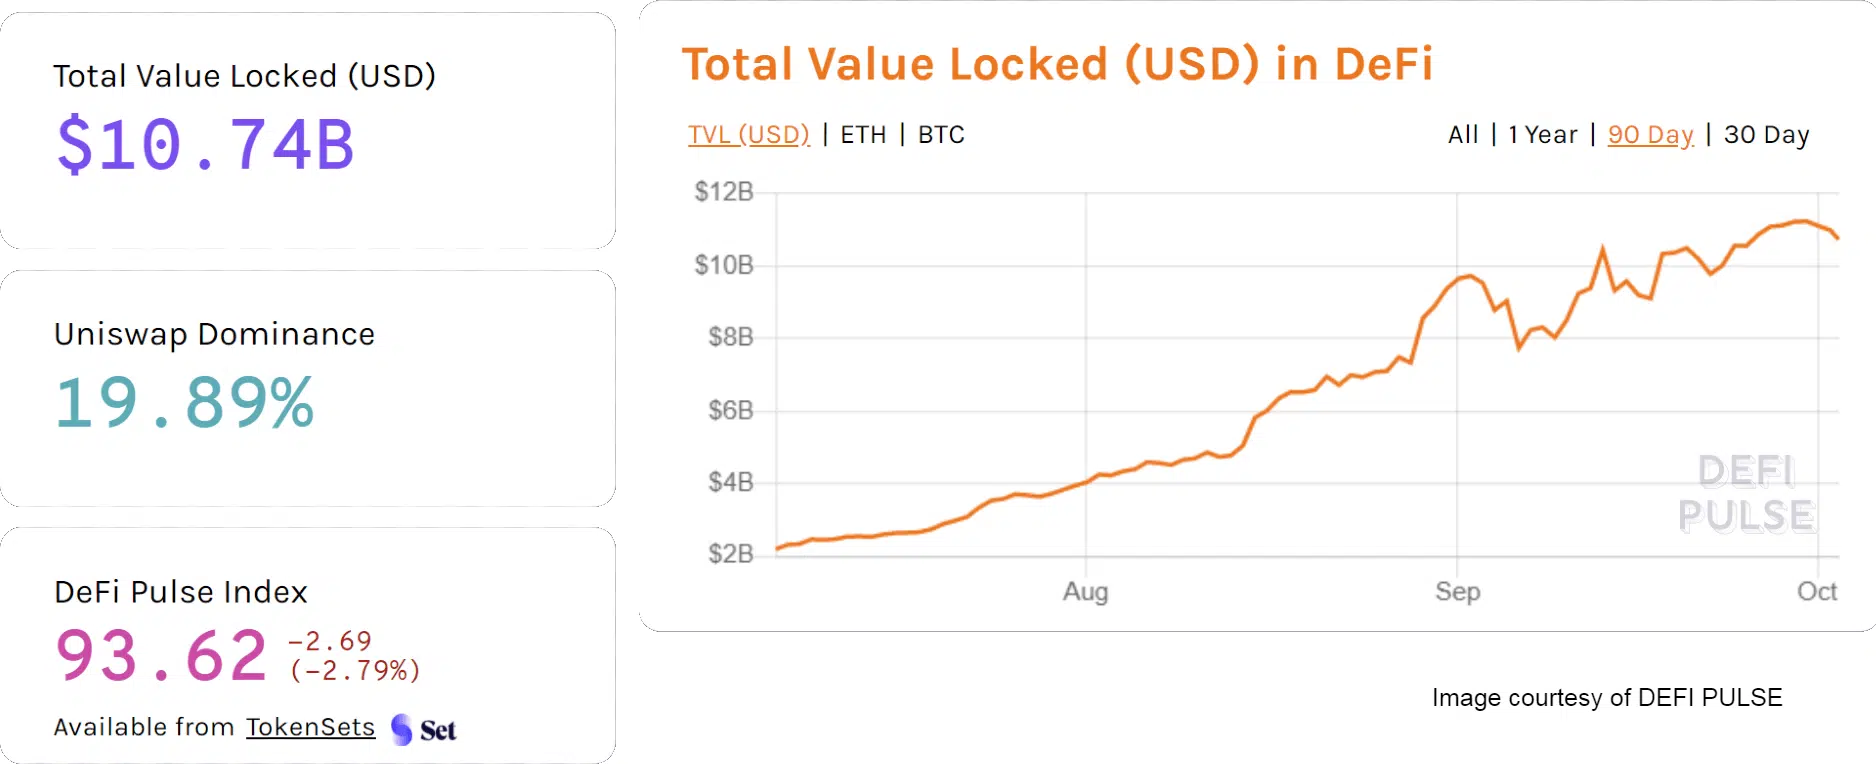 Total Value Locked (USD)
$10.74B
Uniswap Dominance
19.89%
DeFi Pulse Index
93.62
-2.69
(-2.79%)
Available from TokenSets Set
Total Value Locked (USD) in DeFi
TVL (USD) | ETH | BTC
All | 1 Year | 90 Day | 30 Day
$12B
$10B
$8B
$6B
$4B
$2B
Aug
Sep
Oct
DEFI
PULSE
Image courtesy of DEFI PULSE